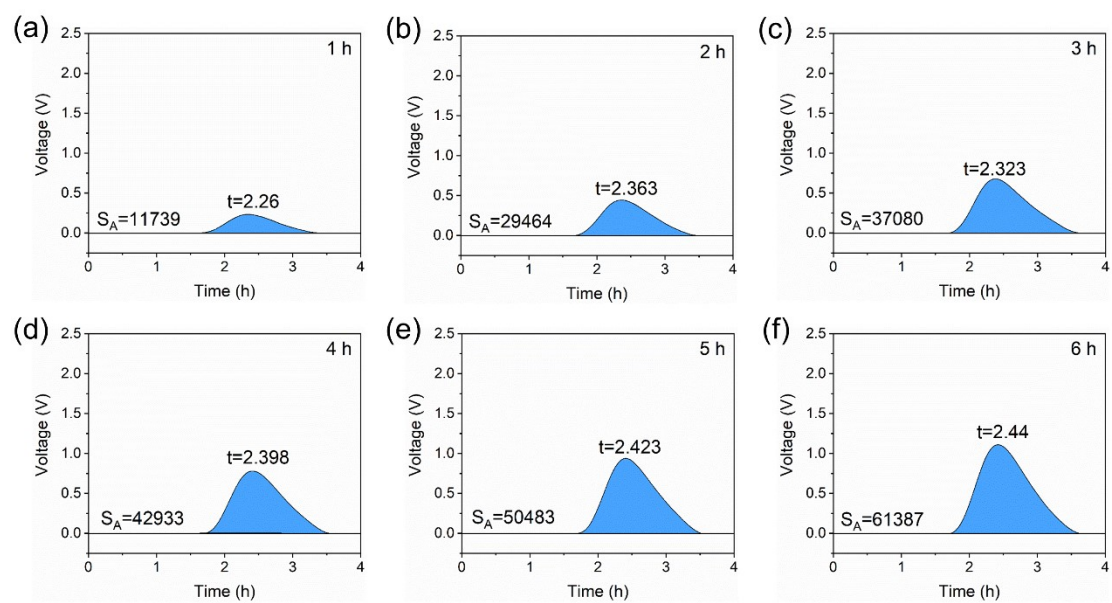 (a)
1 h
2.5
2.0
1.5
1.0
0.5
0.0
Voltage (V)
t=2.26
S_A=11739
0 1 2 3 4
Time (h)
(b)
2 h
2.5
2.0
1.5
1.0
0.5
0.0
Voltage (V)
t=2.363
S_A=29464
0 1 2 3 4
Time (h)
(c)
3 h
2.5
2.0
1.5
1.0
0.5
0.0
Voltage (V)
t=2.323
S_A=37080
0 1 2 3 4
Time (h)
(d)
4 h
2.5
2.0
1.5
1.0
0.5
0.0
Voltage (V)
t=2.398
S_A=42933
0 1 2 3 4
Time (h)
(e)
5 h
2.5
2.0
1.5
1.0
0.5
0.0
Voltage (V)
t=2.423
S_A=50483
0 1 2 3 4
Time (h)
(f)
6 h
2.5
2.0
1.5
1.0
0.5
0.0
Voltage (V)
t=2.44
S_A=61387
0 1 2 3 4
Time (h)